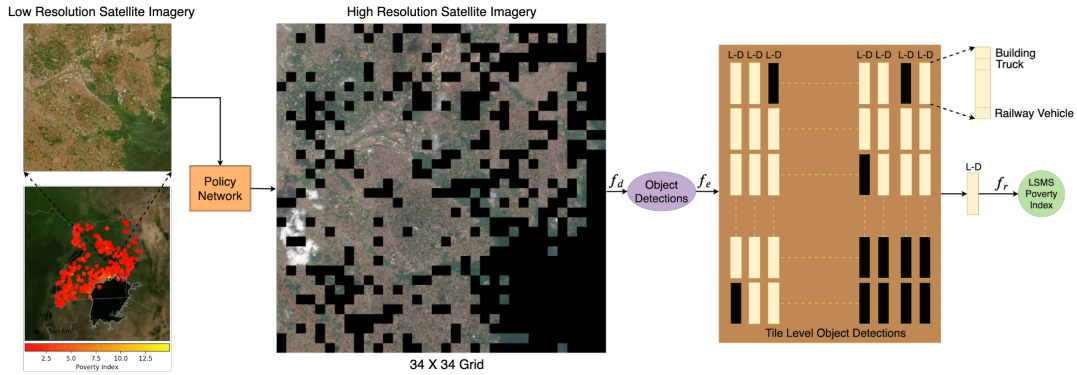 Low Resolution Satellite Imagery
High Resolution Satellite Imagery
Policy
Network
2.5 5.0 7.5 10.0 12.5
Poverty Index
34 X 34 Grid
f_d
Object
Detections
f_e
L-D L-D L-D
L-D L-D L-D L-D
Tile Level Object Detections
Building
Truck
Railway Vehicle
L-D
f_r
LSMS
Poverty
Index